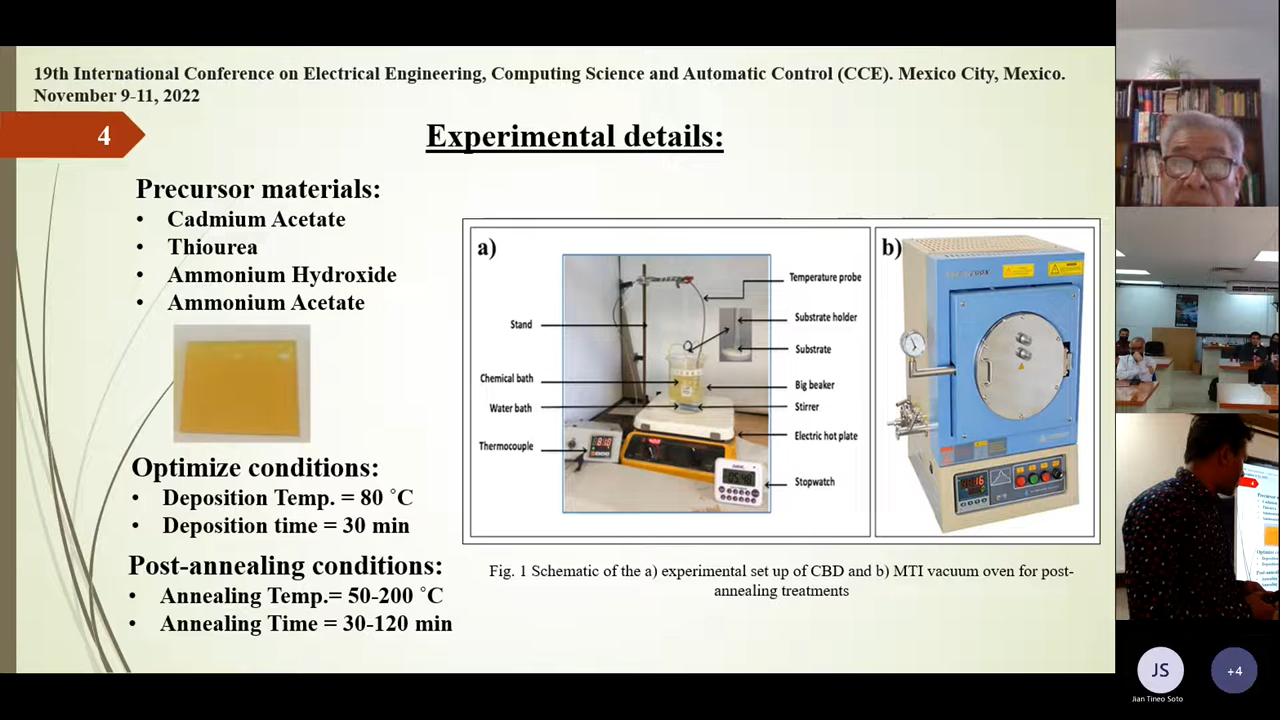 19th International Conference on Electrical Engineering, Computing Science and Automatic Control (CCE). Mexico City, Mexico.
November 9-11, 2022
4
Experimental details:
Precursor materials:
• Cadmium Acetate
• Thiourea
• Ammonium Hydroxide
• Ammonium Acetate
Optimize conditions:
• Deposition Temp. = 80 ˚C
• Deposition time = 30 min
Post-annealing conditions:
• Annealing Temp.= 50-200 ˚C
• Annealing Time = 30-120 min
a)
Temperature probe
Substrate holder
Stand
Substrate
Chemical bath
Big beaker
Water bath
Stirrer
Thermocouple
Electric hot plate
Stopwatch
b)
Fig. 1 Schematic of the a) experimental set up of CBD and b) MTI vacuum oven for post-
annealing treatments
JS
Jian Tineo Soto
+4